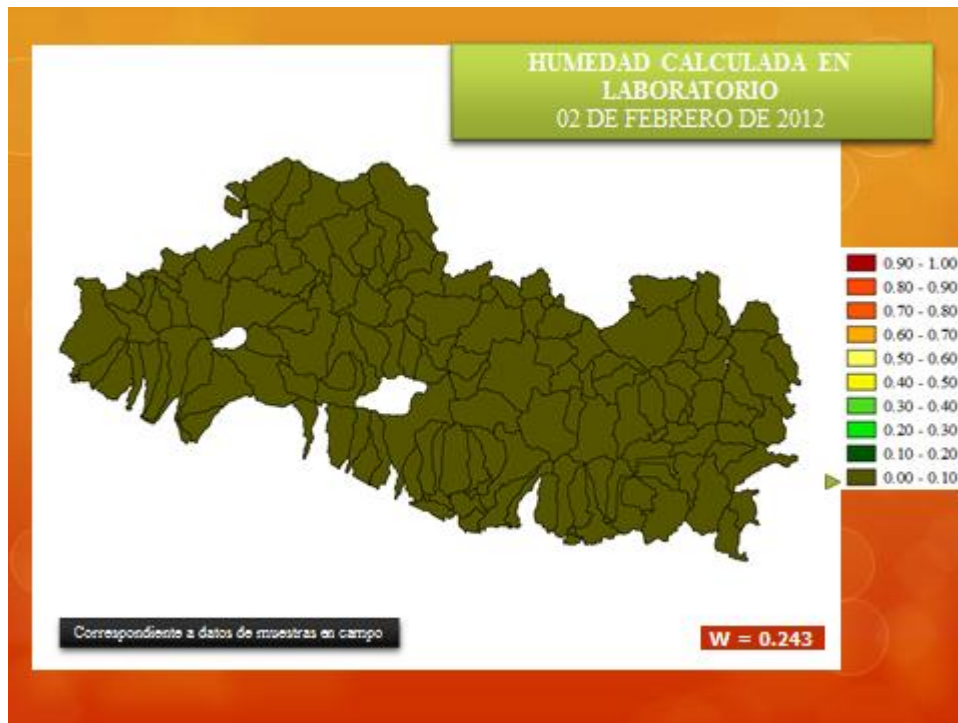 HUMEDAD CALCULADA EN
LABORATORIO
02 DE FEBRERO DE 2012
0.90 - 1.00
0.80 - 0.90
0.70 - 0.80
0.60 - 0.70
0.50 - 0.60
0.40 - 0.50
0.30 - 0.40
0.20 - 0.30
0.10 - 0.20
0.00 - 0.10
Correspondiente a datos de muestras en campo
W = 0.243